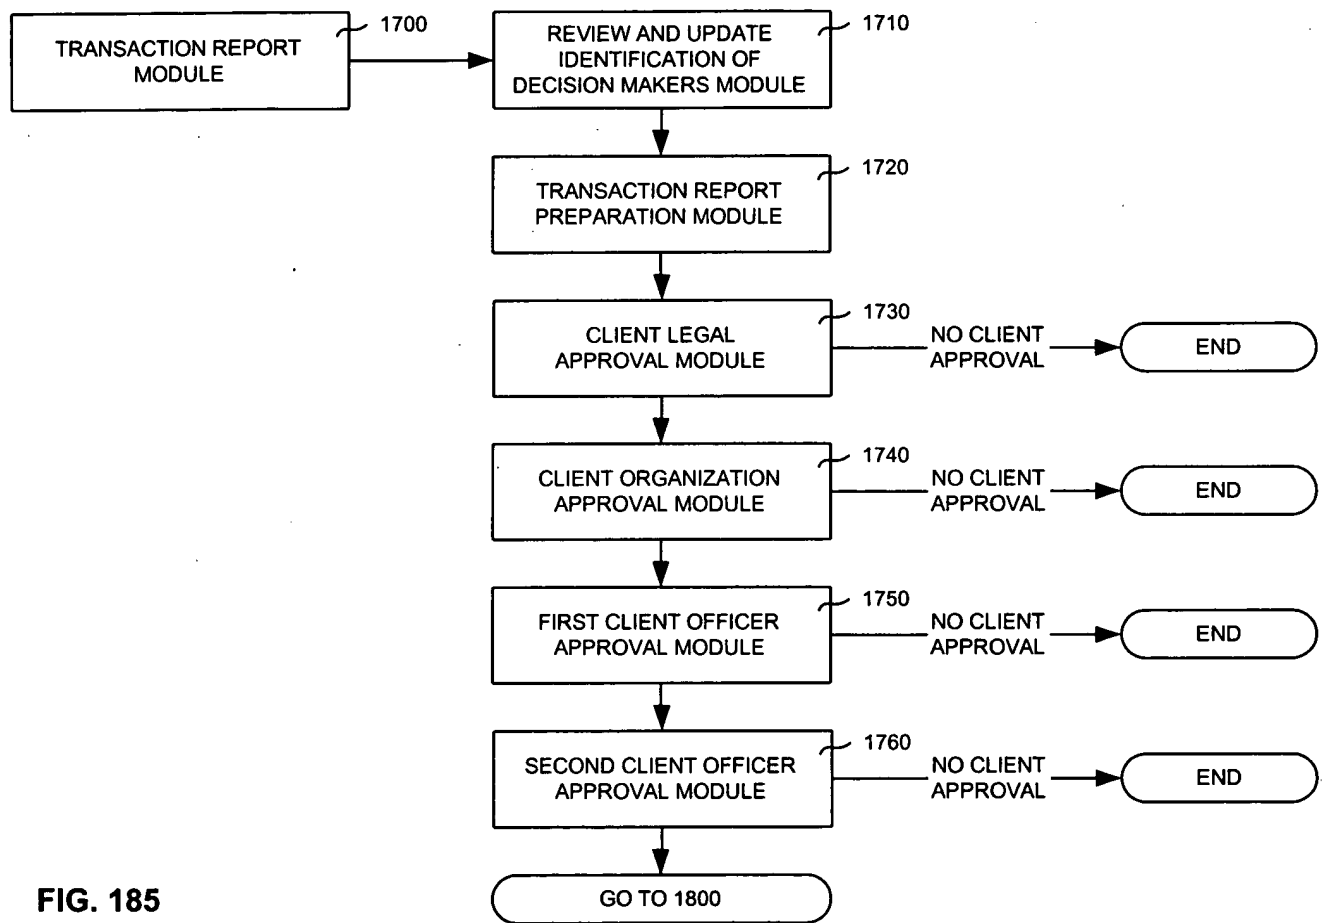 TRANSACTION REPORT
MODULE
1700
REVIEW AND UPDATE
IDENTIFICATION OF
DECISION MAKERS MODULE
1710
TRANSACTION REPORT
PREPARATION MODULE
1720
CLIENT LEGAL
APPROVAL MODULE
1730
NO CLIENT
APPROVAL
END
CLIENT ORGANIZATION
APPROVAL MODULE
1740
NO CLIENT
APPROVAL
END
FIRST CLIENT OFFICER
APPROVAL MODULE
1750
NO CLIENT
APPROVAL
END
SECOND CLIENT OFFICER
APPROVAL MODULE
1760
NO CLIENT
APPROVAL
END
GO TO 1800
FIG. 185